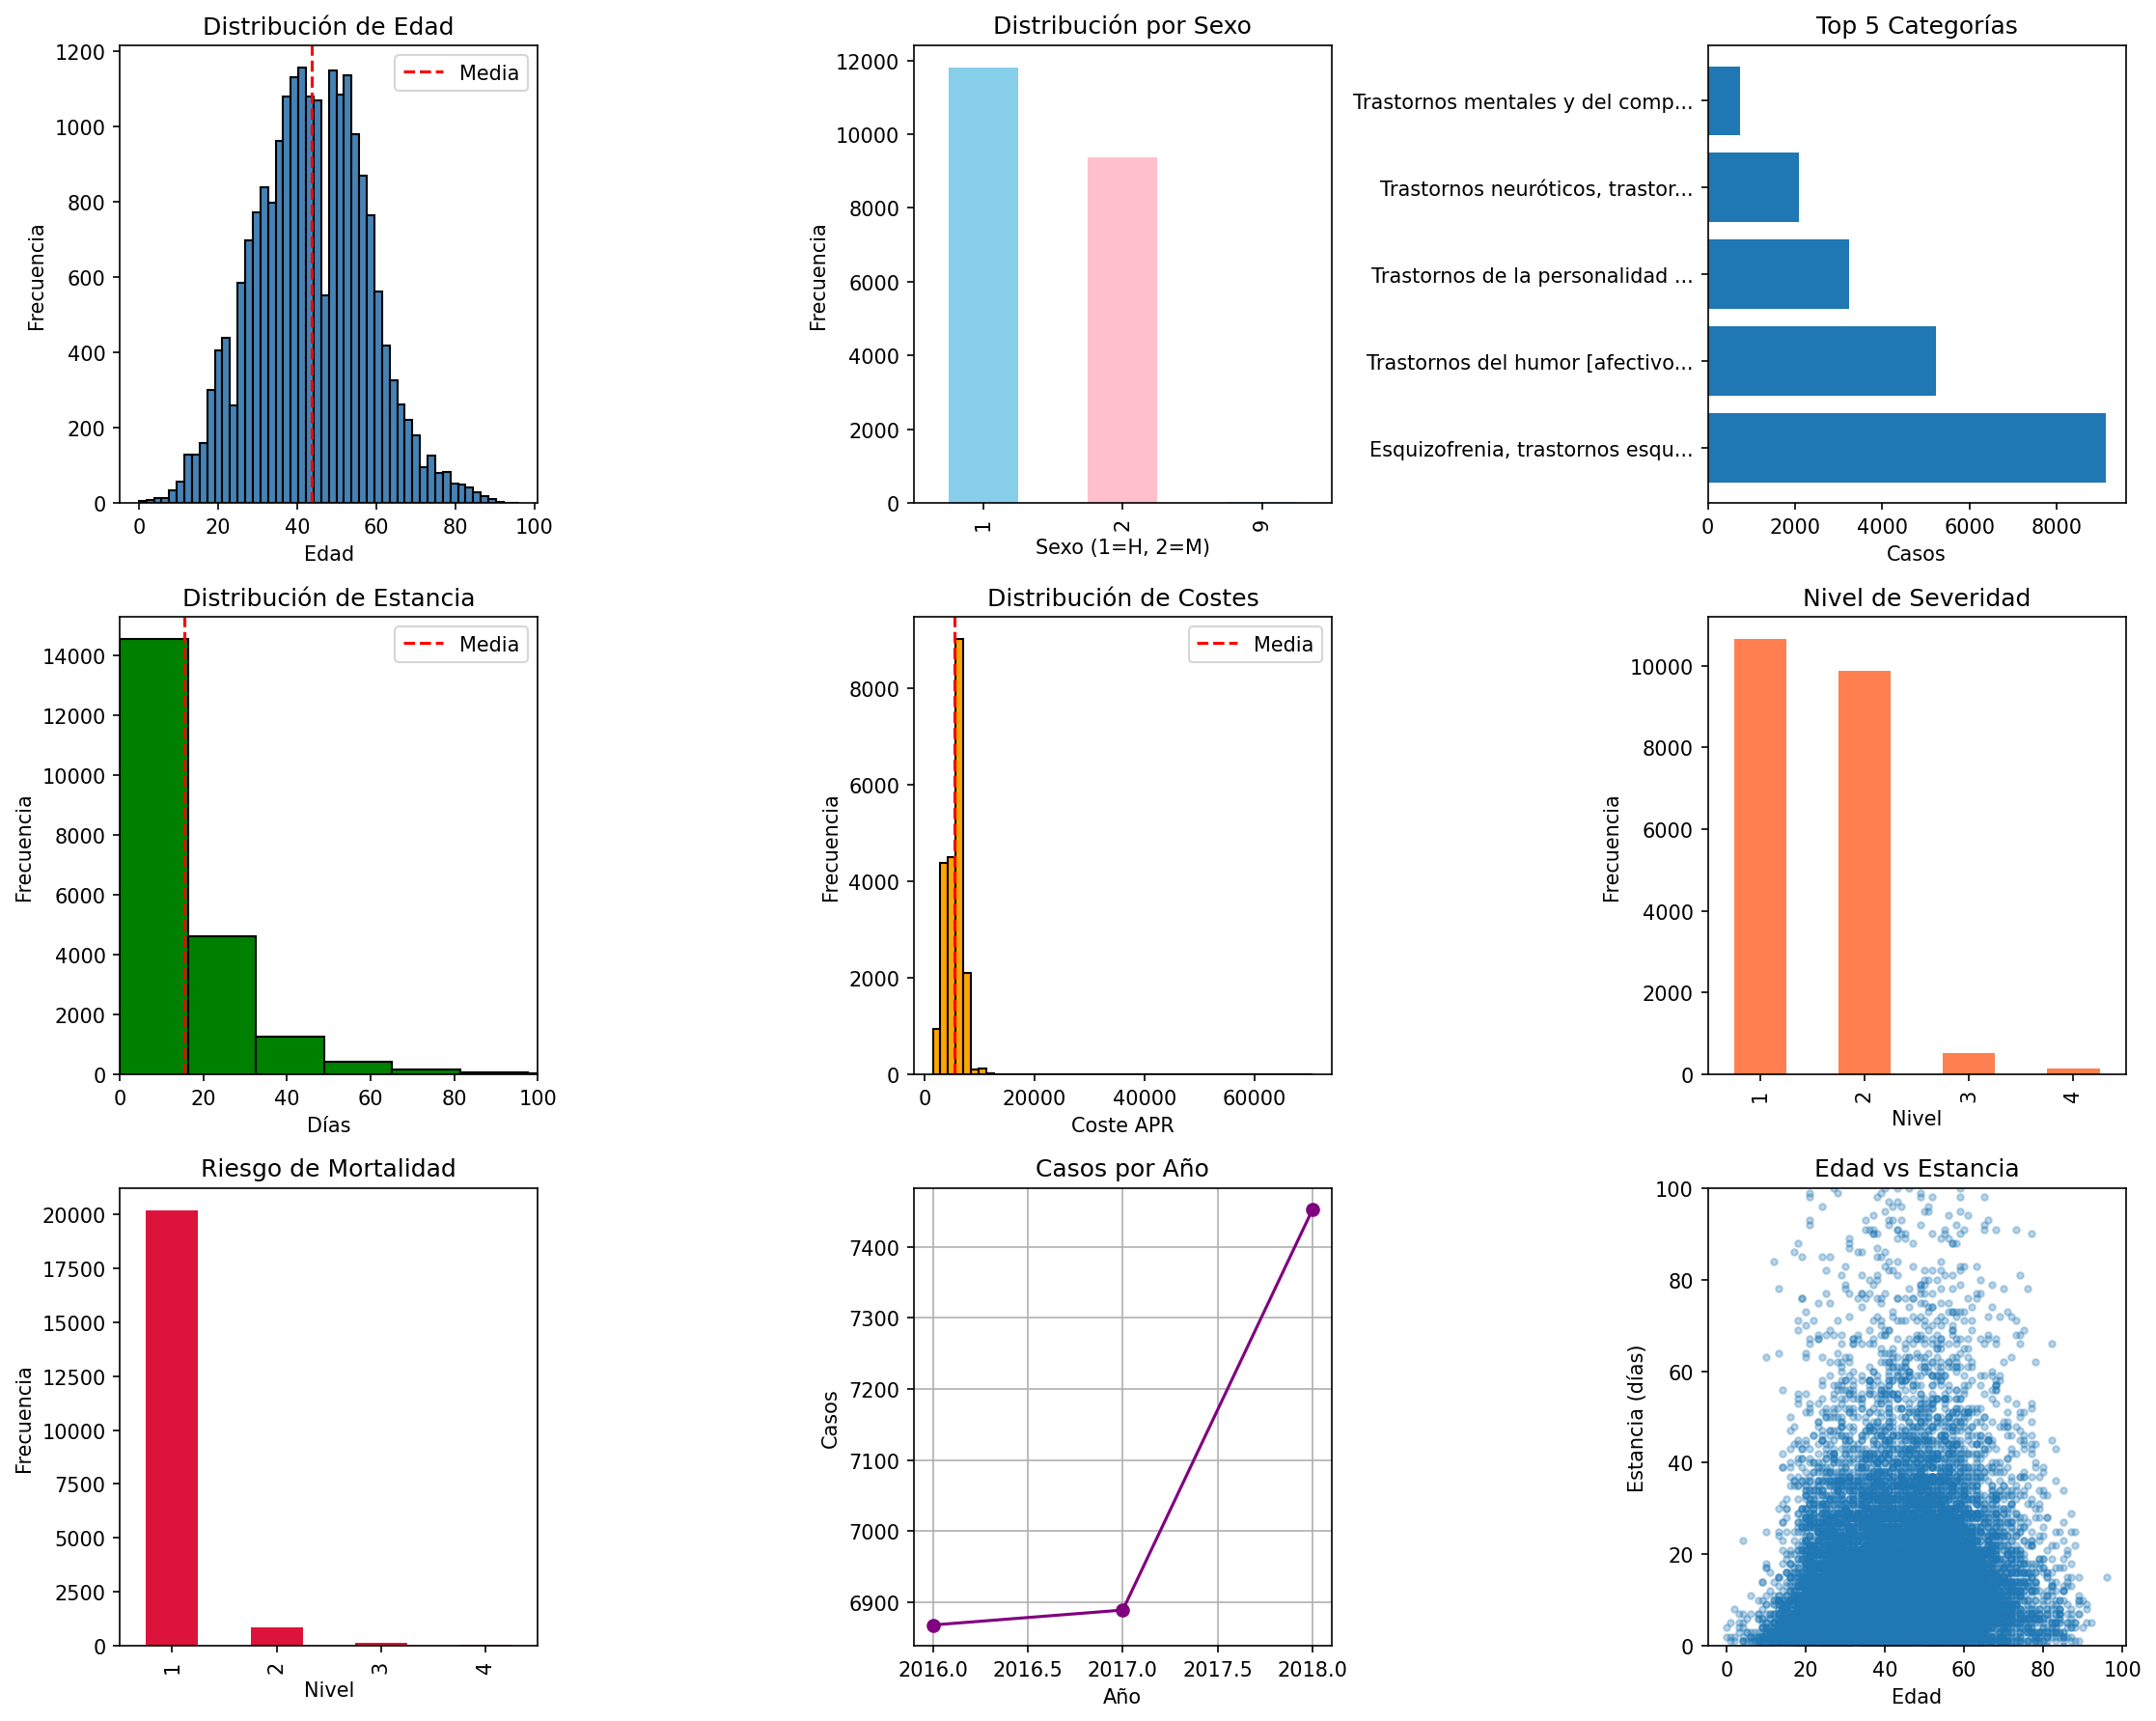 Distribución de Edad
Media
Frecuencia
1200
1000
800
600
400
200
0
0 20 40 60 80 100
Edad
Distribución por Sexo
Frecuencia
12000
10000
8000
6000
4000
2000
0
1 2 9
Sexo (1=H, 2=M)
Top 5 Categorías
Trastornos mentales y del comp...
Trastornos neuróticos, trastor...
Trastornos de la personalidad ...
Trastornos del humor [afectivo...
Esquizofrenia, trastornos esqu...
0 2000 4000 6000 8000
Casos
Distribución de Estancia
Media
Frecuencia
14000
12000
10000
8000
6000
4000
2000
0
0 20 40 60 80 100
Días
Distribución de Costes
Media
Frecuencia
8000
6000
4000
2000
0
0 20000 40000 60000
Coste APR
Nivel de Severidad
Frecuencia
10000
8000
6000
4000
2000
0
1 2 3 4
Nivel
Riesgo de Mortalidad
Frecuencia
20000
17500
15000
12500
10000
7500
5000
2500
0
1 2 3 4
Nivel
Casos por Año
Casos
7400
7300
7200
7100
7000
6900
2016.0 2016.5 2017.0 2017.5 2018.0
Año
Edad vs Estancia
Estancia (días)
100
80
60
40
20
0
0 20 40 60 80 100
Edad